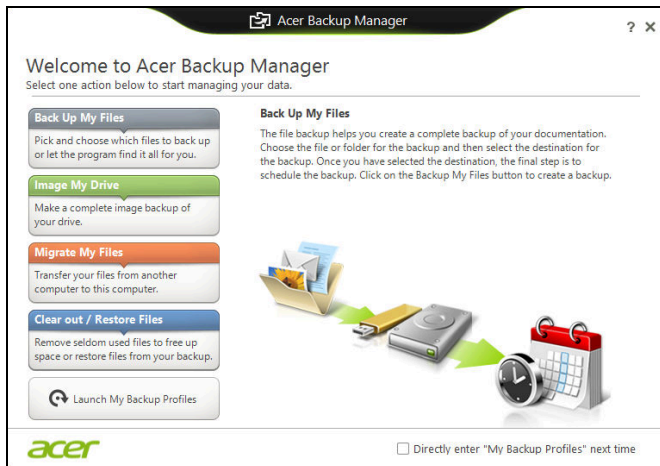 Acer Backup Manager
?
Welcome to Acer Backup Manager
Select one action below to start managing your data.
Back Up My Files
Pick and choose which files to back up
or let the program find it all for you.
Image My Drive
Make a complete image backup of
your drive.
Migrate My Files
Transfer your files from another
computer to this computer.
Clear out / Restore Files
Remove seldom used files to free up
space or restore files from your backup.
Launch My Backup Profiles
Back Up My Files
The file backup helps you create a complete backup of your documentation.
Choose the file or folder for the backup and then select the destination for
the backup. Once you have selected the destination, the final step is to
schedule the backup. Click on the Backup My Files button to create a backup.
acer
Directly enter "My Backup Profiles" next time